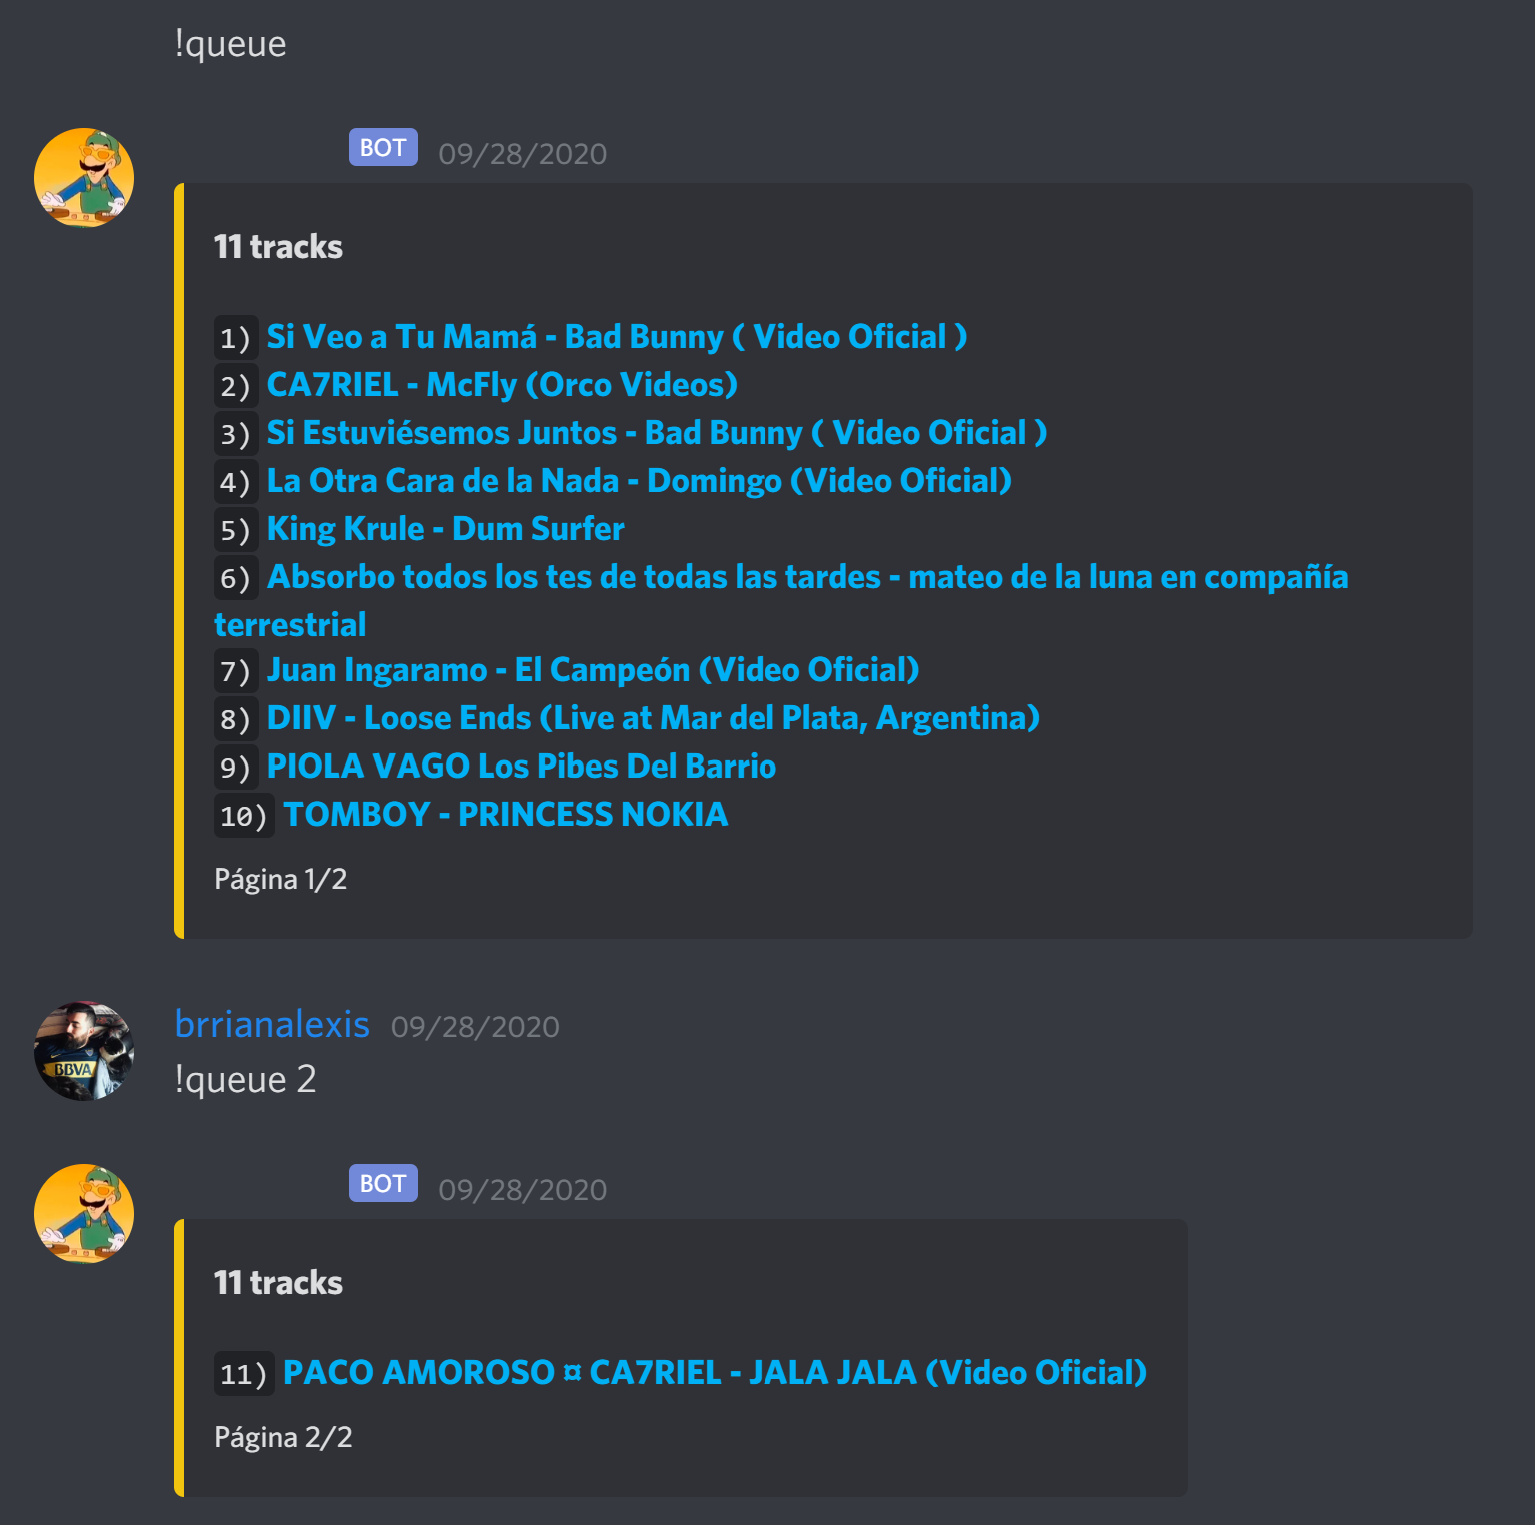 !queue
BOT 09/28/2020
11 tracks
1) Si Veo a Tu Mamá - Bad Bunny ( Video Oficial )
2) CA7RIEL - McFly (Orco Videos)
3) Si Estuviésemos Juntos - Bad Bunny ( Video Oficial )
4) La Otra Cara de la Nada - Domingo (Video Oficial)
5) King Krule - Dum Surfer
6) Absorbo todos los tes de todas las tardes - mateo de la luna en compañía
terrestrial
7) Juan Ingaramo - El Campeón (Video Oficial)
8) DIIV - Loose Ends (Live at Mar del Plata, Argentina)
9) PIOLA VAGO Los Pibes Del Barrio
10) TOMBOY - PRINCESS NOKIA
Página 1/2
brrianalexis 09/28/2020
BBVA
!queue 2
BOT 09/28/2020
11 tracks
11) PACO AMOROSO ¤ CA7RIEL - JALA JALA (Video Oficial)
Página 2/2